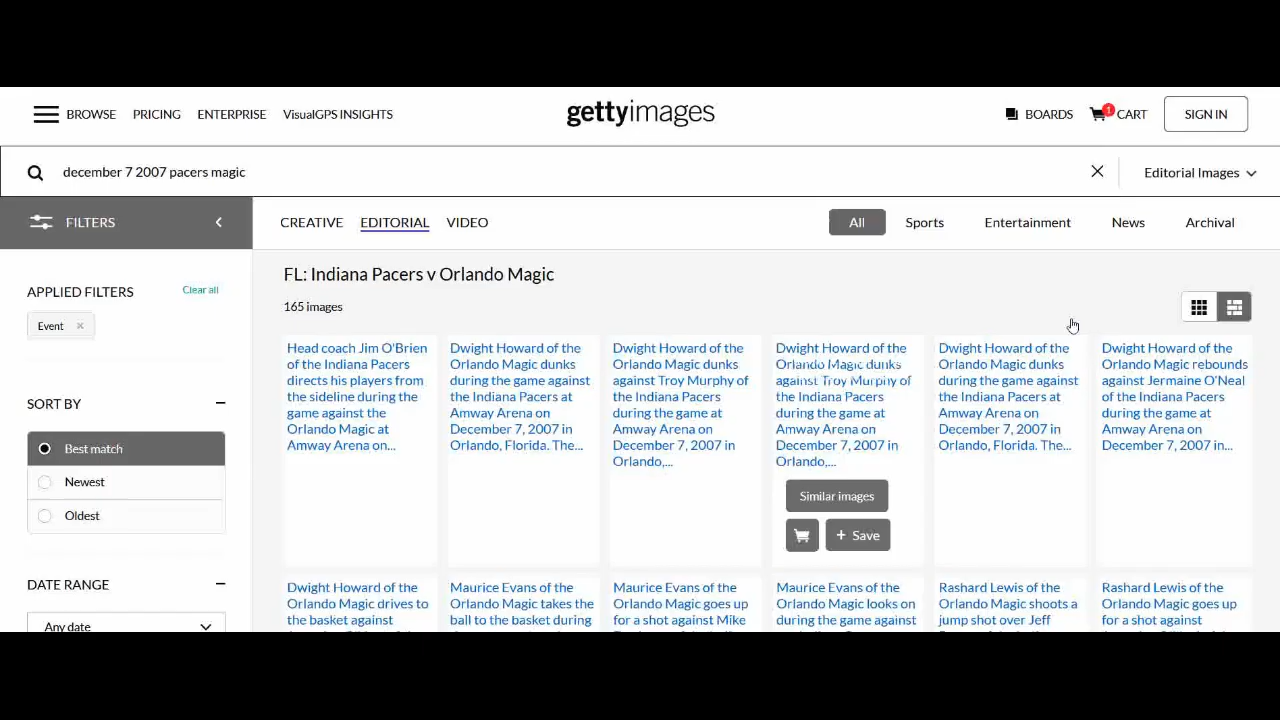 BROWSE PRICING ENTERPRISE VisualGPS INSIGHTS gettyimages BOARDS 1 CART SIGN IN
december 7 2007 pacers magic Editorial Images
FILTERS CREATIVE EDITORIAL VIDEO All Sports Entertainment News Archival
APPLIED FILTERS Clear all
Event
SORT BY
Best match
Newest
Oldest
DATE RANGE
Any date
FL: Indiana Pacers v Orlando Magic
165 images
Head coach Jim O'Brien
of the Indiana Pacers
directs his players from
the sideline during the
game against the
Orlando Magic at
Amway Arena on...
Dwight Howard of the
Orlando Magic dunks
during the game against
the Indiana Pacers at
Amway Arena on
December 7, 2007 in
Orlando, Florida. The...
Dwight Howard of the
Orlando Magic dunks
against Troy Murphy of
the Indiana Pacers
during the game at
Amway Arena on
December 7, 2007 in
Orlando,...
Dwight Howard of the
Orlando Magic dunks
against Troy Murphy of
the Indiana Pacers
during the game at
Amway Arena on
December 7, 2007 in
Orlando,...
Similar images
+ Save
Dwight Howard of the
Orlando Magic dunks
during the game against
the Indiana Pacers at
Amway Arena on
December 7, 2007 in
Orlando, Florida. The...
Dwight Howard of the
Orlando Magic rebounds
against Jermaine O'Neal
of the Indiana Pacers
during the game at
Amway Arena on
December 7, 2007 in...
Dwight Howard of the
Orlando Magic drives to
the basket against
Maurice Evans of the
Orlando Magic takes the
ball to the basket during
Maurice Evans of the
Orlando Magic goes up
for a shot against Mike
Maurice Evans of the
Orlando Magic looks on
during the game against
Rashard Lewis of the
Orlando Magic shoots a
jump shot over Jeff
Rashard Lewis of the
Orlando Magic goes up
for a shot against